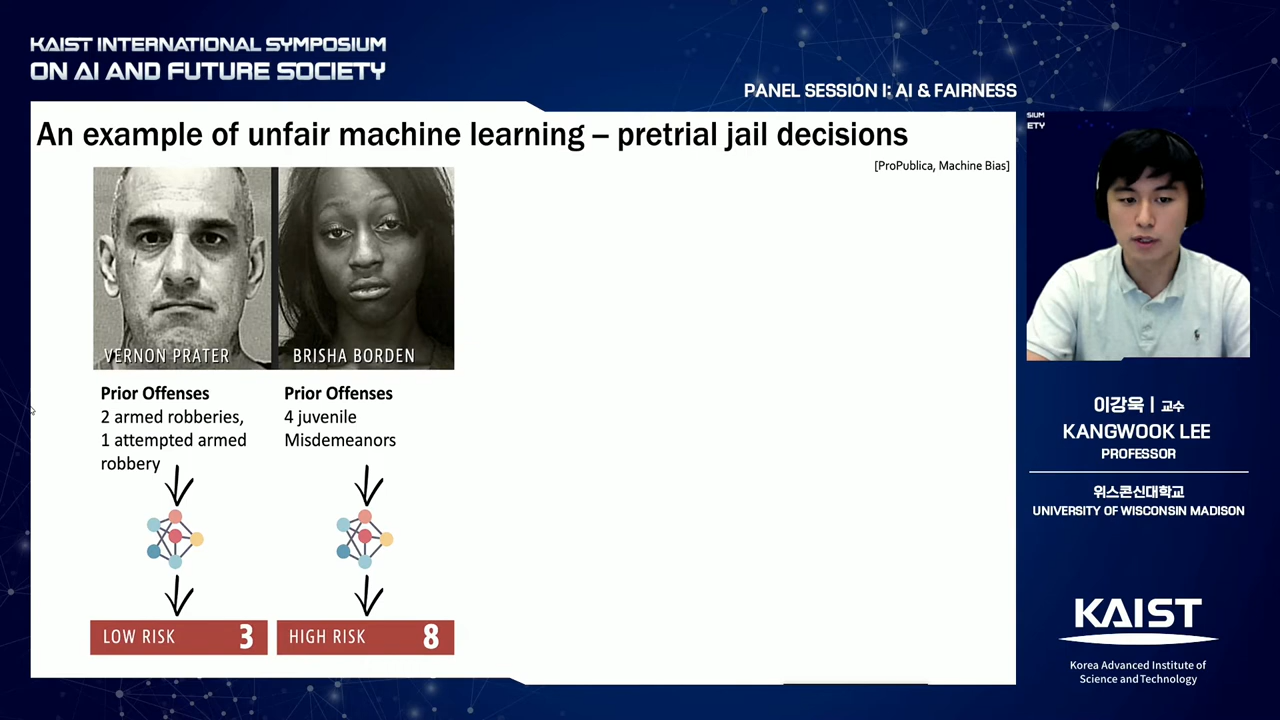 KAIST INTERNATIONAL SYMPOSIUM
ON AI AND FUTURE SOCIETY
PANEL SESSION I: AI & FAIRNESS
An example of unfair machine learning – pretrial jail decisions
[ProPublica, Machine Bias]
VERNON PRATER
BRISHA BORDEN
Prior Offenses
2 armed robberies,
1 attempted armed
robbery
Prior Offenses
4 juvenile
Misdemeanors
LOW RISK 3
HIGH RISK 8
SIUM
ETY
이강욱 | 교수
KANGWOOK LEE
PROFESSOR
위스콘신대학교
UNIVERSITY OF WISCONSIN MADISON
KAIST
Korea Advanced Institute of
Science and Technology